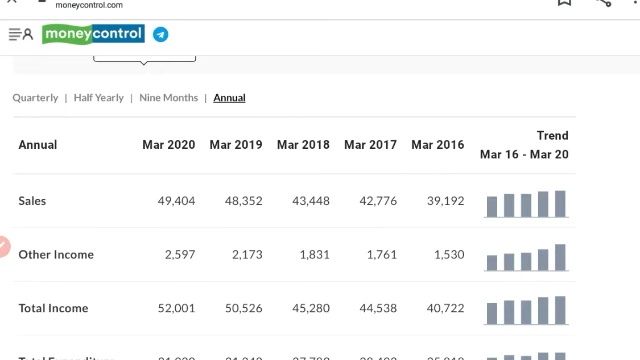 moneycontrol.com
moneycontrol
Quarterly | Half Yearly | Nine Months | Annual
Annual Mar 2020 Mar 2019 Mar 2018 Mar 2017 Mar 2016 Trend
Mar 16 - Mar 20
Sales 49,404 48,352 43,448 42,776 39,192
Other Income 2,597 2,173 1,831 1,761 1,530
Total Income 52,001 50,526 45,280 44,538 40,722